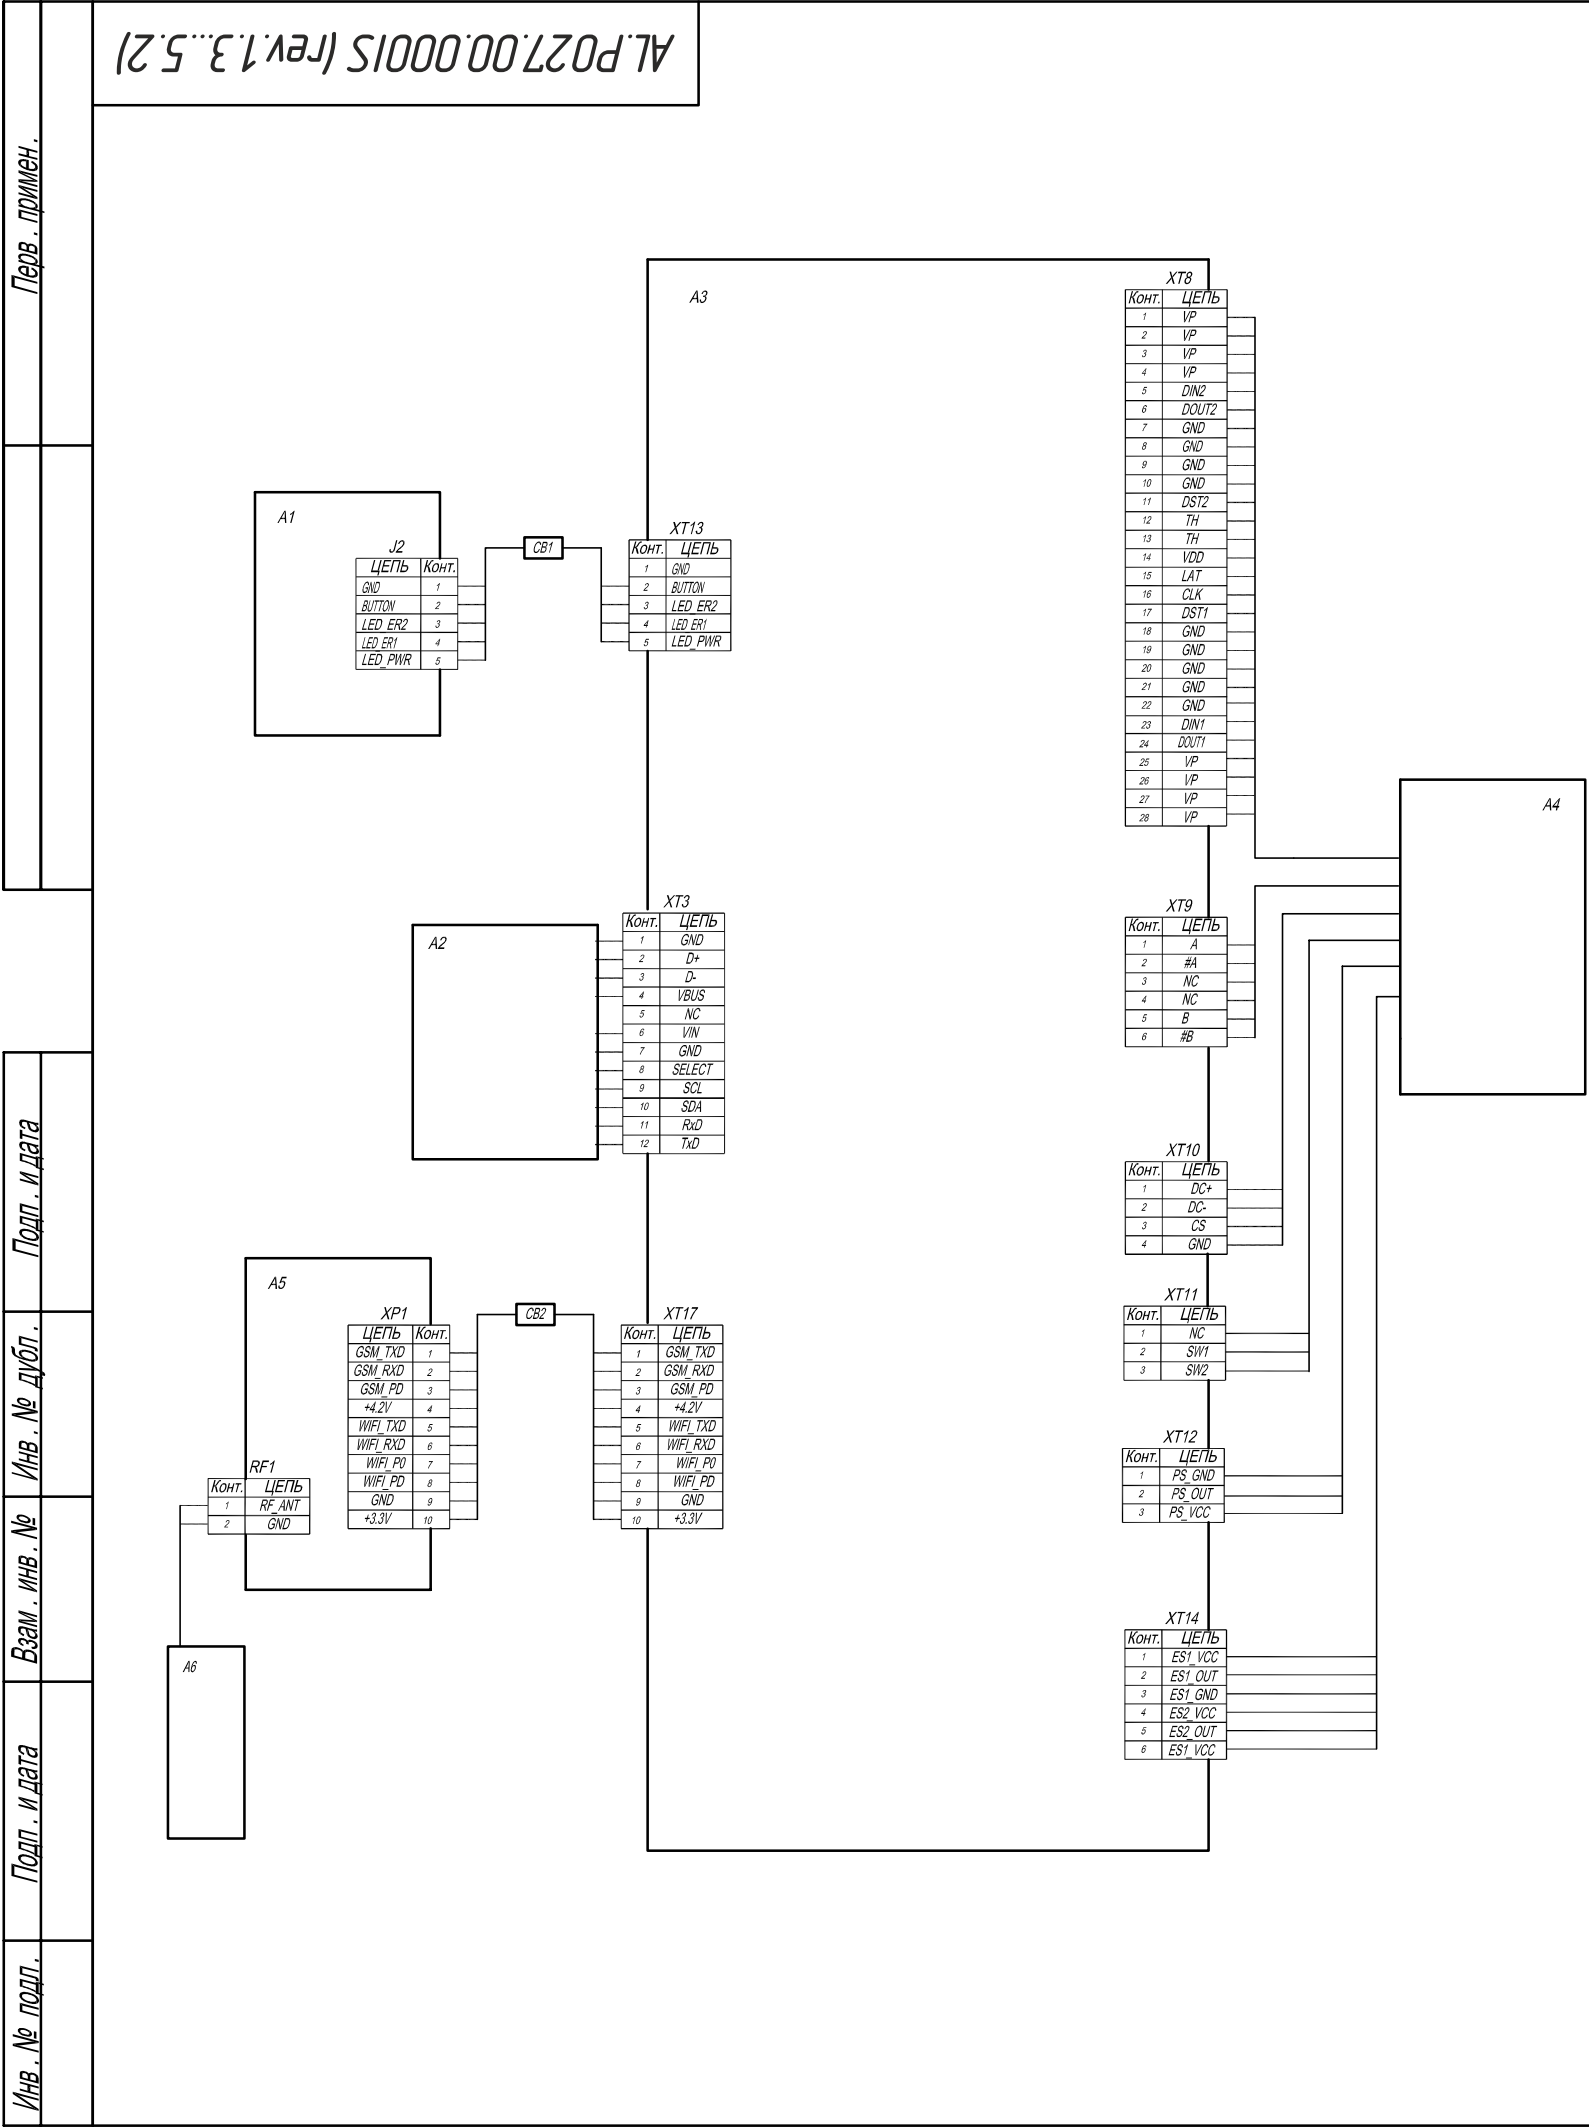 AL.P027.00.000IS (rev.1.3...5.2)
Перв. примен.
Подп. и дата
Инв. № дубл.
Взам. инв. №
Подп. и дата
Инв. № подл.
A1
J2
ЦЕПЬ Конт.
GND 1
BUTTON 2
LED_ER2 3
LED_ER1 4
LED_PWR 5
CB1
A3
XT13
Конт. ЦЕПЬ
1 GND
2 BUTTON
3 LED_ER2
4 LED_ER1
5 LED_PWR
A2
XT3
Конт. ЦЕПЬ
1 GND
2 D+
3 D-
4 VBUS
5 NC
6 VIN
7 GND
8 SELECT
9 SCL
10 SDA
11 RxD
12 TxD
A5
XP1
ЦЕПЬ Конт.
GSM_TXD 1
GSM_RXD 2
GSM_PD 3
+4.2V 4
WIFI_TXD 5
WIFI_RXD 6
WIFI_P0 7
WIFI_PD 8
GND 9
+3.3V 10
RF1
Конт. ЦЕПЬ
1 RF_ANT
2 GND
A6
CB2
XT17
Конт. ЦЕПЬ
1 GSM_TXD
2 GSM_RXD
3 GSM_PD
4 +4.2V
5 WIFI_TXD
6 WIFI_RXD
7 WIFI_P0
8 WIFI_PD
9 GND
10 +3.3V
XT8
Конт. ЦЕПЬ
1 VP
2 VP
3 VP
4 VP
5 DIN2
6 DOUT2
7 GND
8 GND
9 GND
10 GND
11 DST2
12 TH
13 TH
14 VDD
15 LAT
16 CLK
17 DST1
18 GND
19 GND
20 GND
21 GND
22 GND
23 DIN1
24 DOUT1
25 VP
26 VP
27 VP
28 VP
XT9
Конт. ЦЕПЬ
1 A
2 #A
3 NC
4 NC
5 B
6 #B
XT10
Конт. ЦЕПЬ
1 DC+
2 DC-
3 CS
4 GND
XT11
Конт. ЦЕПЬ
1 NC
2 SW1
3 SW2
XT12
Конт. ЦЕПЬ
1 PS_GND
2 PS_OUT
3 PS_VCC
XT14
Конт. ЦЕПЬ
1 ES1_VCC
2 ES1_OUT
3 ES1_GND
4 ES2_VCC
5 ES2_OUT
6 ES1_VCC
A4